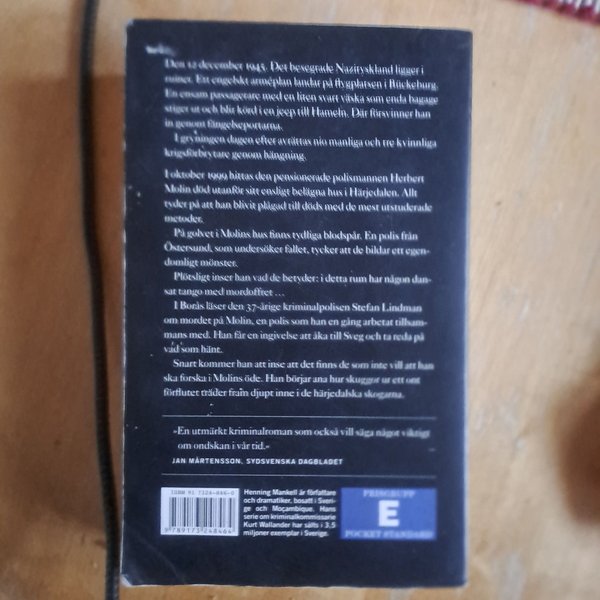 Den 12 december 1945. Det besegrade Nazityskland ligger i
ruiner. Ett engelskt arméplan landar på flygplatsen i Bückeburg.
En ensam passagerare med en liten svart väska som enda bagage
stiger ut och blir körd i en jeep till Hameln. Där försvinner han
in genom fängelseportarna.
I gryningen dagen efter avrättas nio manliga och tre kvinnliga
krigsförbrytare genom hängning.
I oktober 1999 hittas den pensionerade polismannen Herbert
Molin död utanför sitt ensligt belägna hus i Härjedalen. Allt
tyder på att han blivit plågad till döds med de mest utstuderade
metoder.
På golvet i Molins hus finns tydliga blodspår. En polis från
Östersund, som undersöker fallet, tycker att de bildar ett egen-
domligt mönster.
Plötsligt inser han vad de betyder: i detta rum har någon dan-
sat tango med mordoffret ...
I Borås läser den 37-årige kriminalpolisen Stefan Lindman
om mordet på Molin, en polis som han en gång arbetat tillsam-
mans med. Han får en ingivelse att åka till Sveg och ta reda på
vad som hänt.
Snart kommer han att inse att det finns de som inte vill att han
ska forska i Molins öde. Han börjar ana hur skuggor ur ett ont
förflutet träder fram djupt inne i de härjedalska skogarna.
»En utmärkt kriminalroman som också vill säga något viktigt
om ondskan i vår tid.«
JAN MÅRTENSSON, SYDSVENSKA DAGBLADET
ISBN 91-7324-846-0
9 789173 248464
Henning Mankell är författare
och dramatiker, bosatt i Sveri-
ge och Moçambique. Hans
serie om kriminalkommissarie
Kurt Wallander har sålts i 3,5
miljoner exemplar i Sverige.
PRISGRUPP
E
POCKET STANDARD